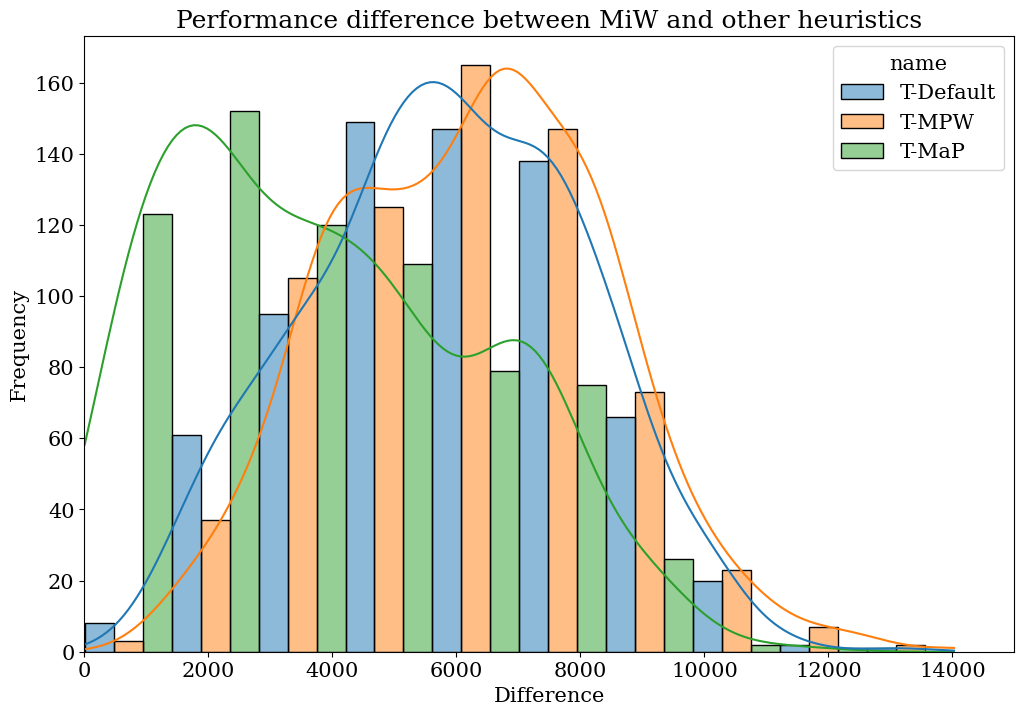 Performance difference between MiW and other heuristics
name
T-Default
T-MPW
T-MaP
Frequency
160
140
120
100
80
60
40
20
0
0 2000 4000 6000 8000 10000 12000 14000
Difference